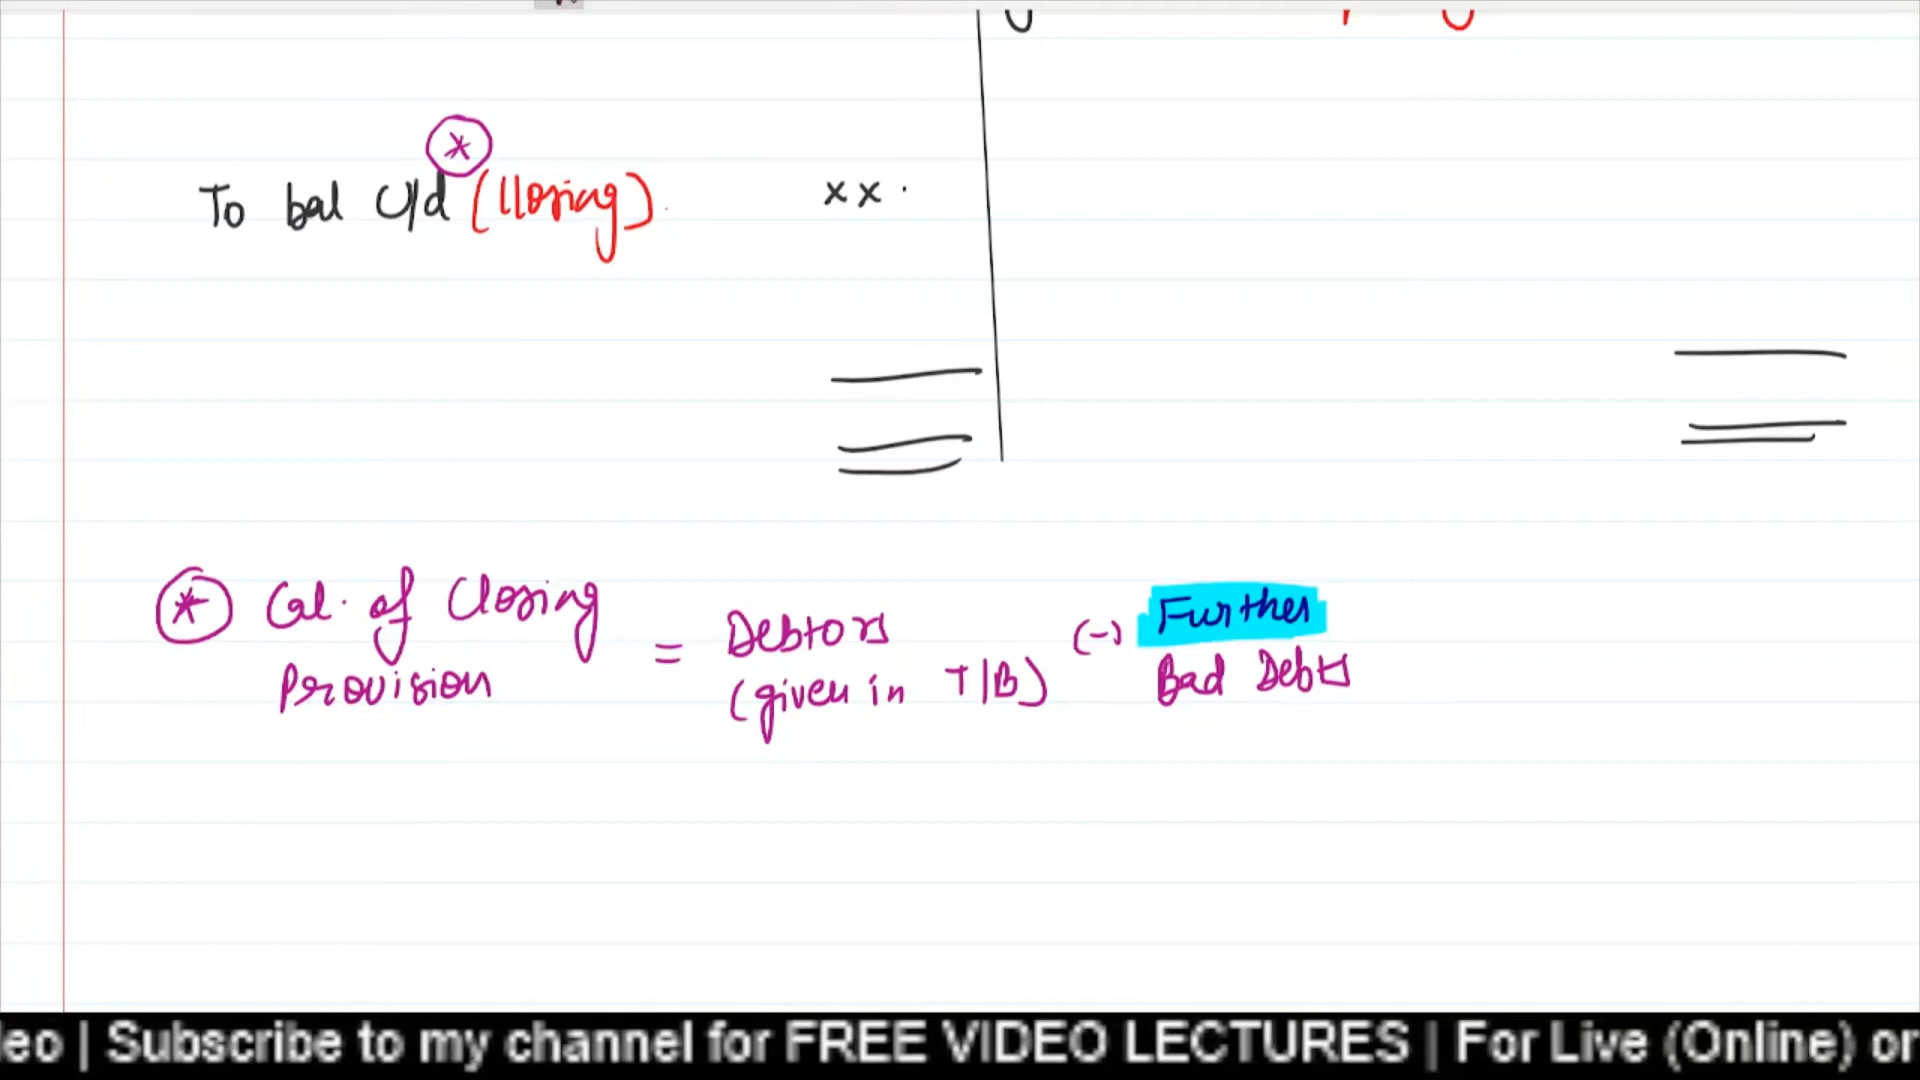 *
To bal c/d (closing). xx.
* Cal. of Closing Provision = Debtors (given in T/B) (-) Further Bad Debts
leo | Subscribe to my channel for FREE VIDEO LECTURES | For Live (Online) or